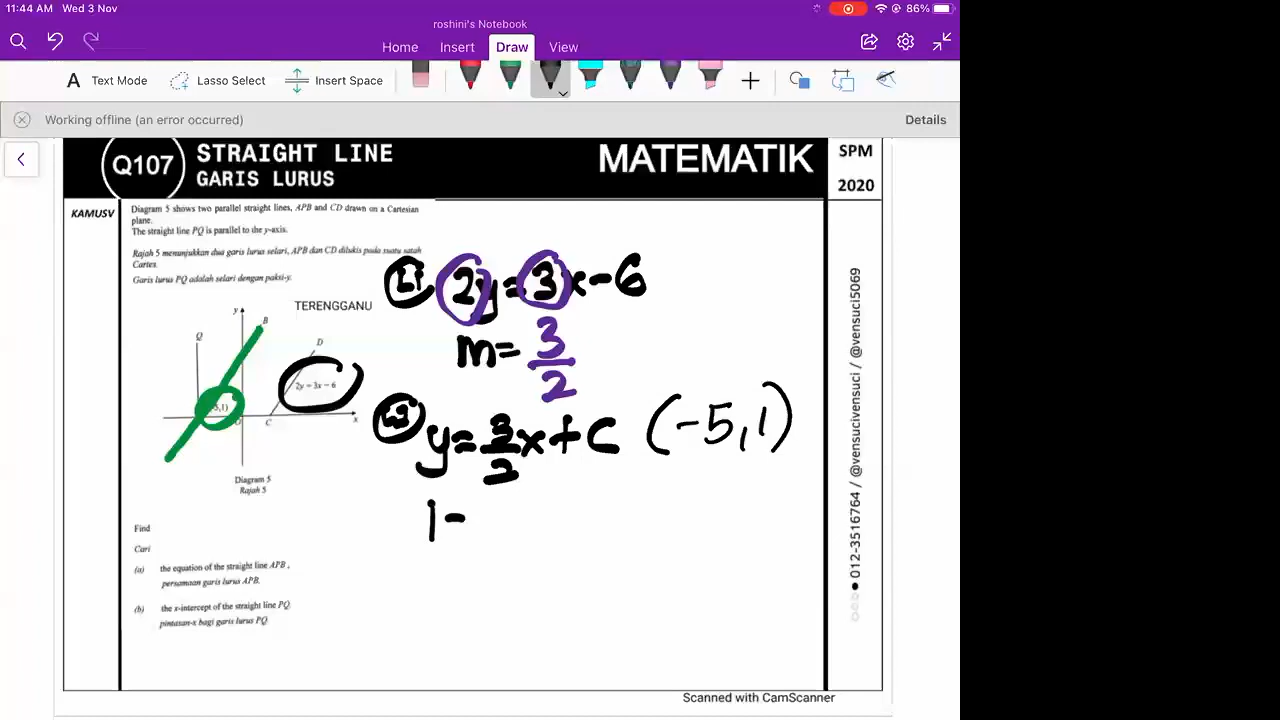 11:44 AM Wed 3 Nov
86%
roshini's Notebook
Home Insert Draw View
A Text Mode Lasso Select Insert Space
Working offline (an error occurred) Details
Q107 STRAIGHT LINE
GARIS LURUS
MATEMATIK
SPM
2020
KAMUSV
Diagram 5 shows two parallel straight lines, APB and CD drawn on a Cartesian
plane.
The straight line PQ is parallel to the y-axis.
Rajah 5 menunjukkan dua garis lurus selari, APB dan CD dilukis pada suatu satah
Cartes.
Garis lurus PQ adalah selari dengan paksi-y.
TERENGGANU
y
B
Q
D
2y = 3x – 6
5,1)
O
C
x
Diagram 5
Rajah 5
L1 2y = 3x - 6
m = 3/2
y = 3/2 x + C (-5,1)
1 =
Find
Cari
(a) the equation of the straight line APB ,
persamaan garis lurus APB.
(b) the x-intercept of the straight line PQ.
pintasan-x bagi garis lurus PQ.
012-3516764 / @vensucivensuci / @vensuci5069
Scanned with CamScanner